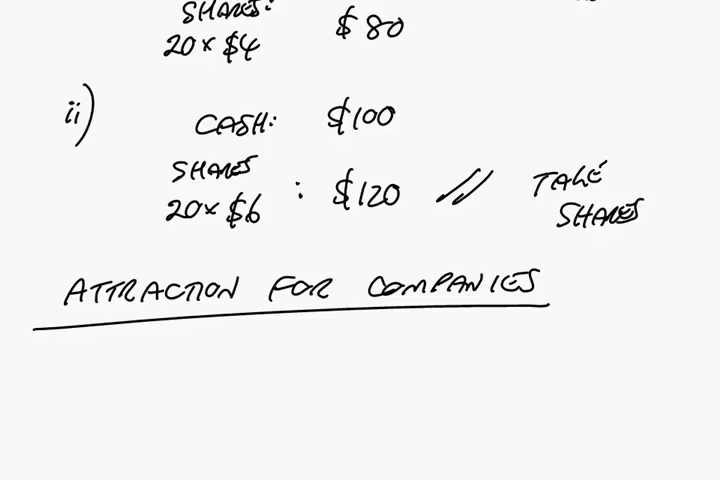 SHARES:
20 x $4 $80
ii) CASH: $100
SHARES
20 x $6 : $120 // TAKE
SHARES
ATTRACTION FOR COMPANIES